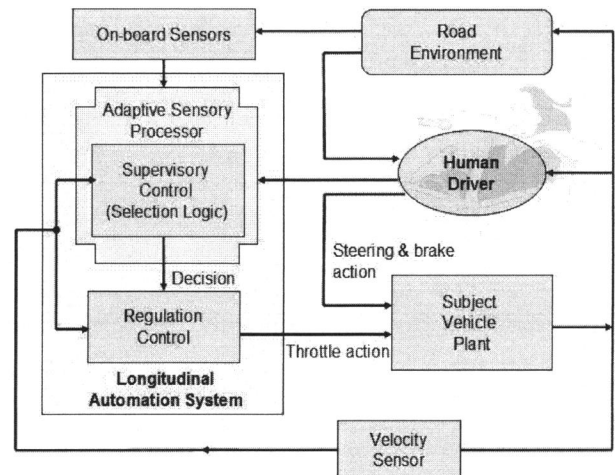 On-board Sensors
Road
Environment
Adaptive Sensory
Processor
Supervisory
Control
(Selection Logic)
Human
Driver
Decision
Steering & brake
action
Regulation
Control
Throttle action
Subject
Vehicle
Plant
Longitudinal
Automation System
Velocity
Sensor